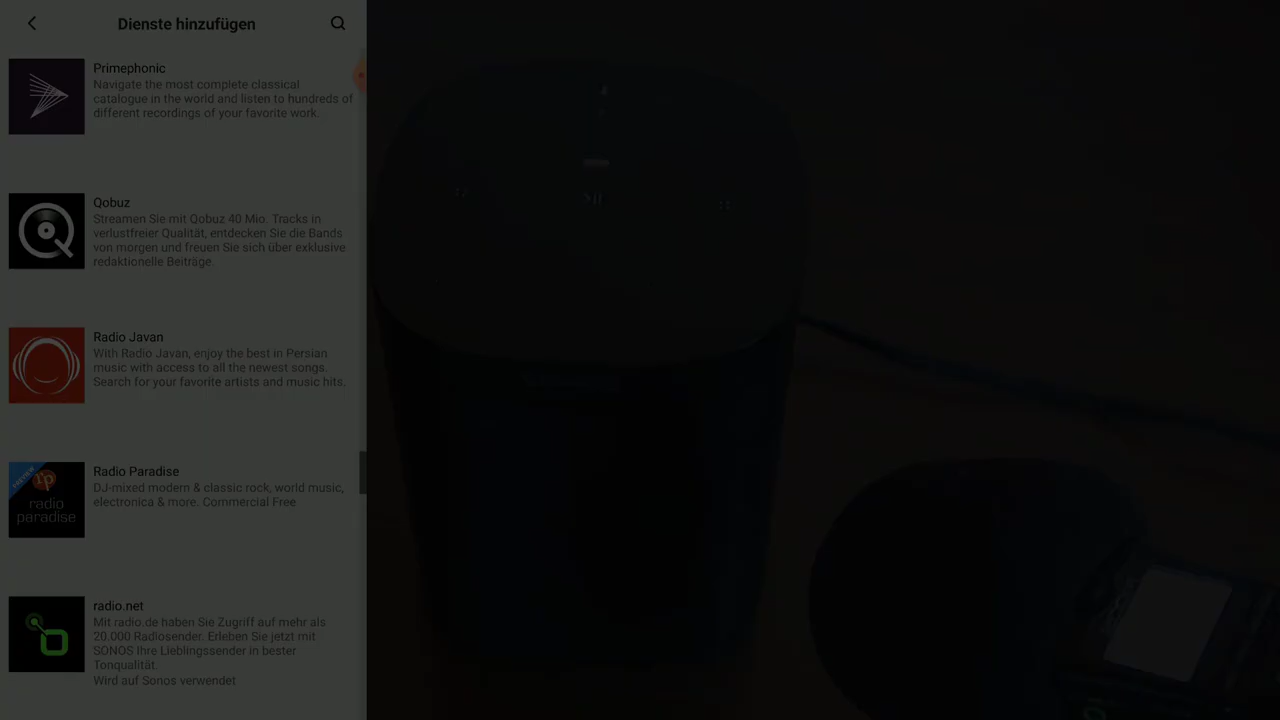 Dienste hinzufügen
Primephonic
Navigate the most complete classical
catalogue in the world and listen to hundreds of
different recordings of your favorite work.
Qobuz
Streamen Sie mit Qobuz 40 Mio. Tracks in
verlustfreier Qualität, entdecken Sie die Bands
von morgen und freuen Sie sich über exklusive
redaktionelle Beiträge.
Radio Javan
With Radio Javan, enjoy the best in Persian
music with access to all the newest songs.
Search for your favorite artists and music hits.
PREVIEW
rp
radio
paradise
Radio Paradise
DJ-mixed modern & classic rock, world music,
electronica & more. Commercial Free
radio.net
Mit radio.de haben Sie Zugriff auf mehr als
20.000 Radiosender. Erleben Sie jetzt mit
SONOS Ihre Lieblingssender in bester
Tonqualität.
Wird auf Sonos verwendet